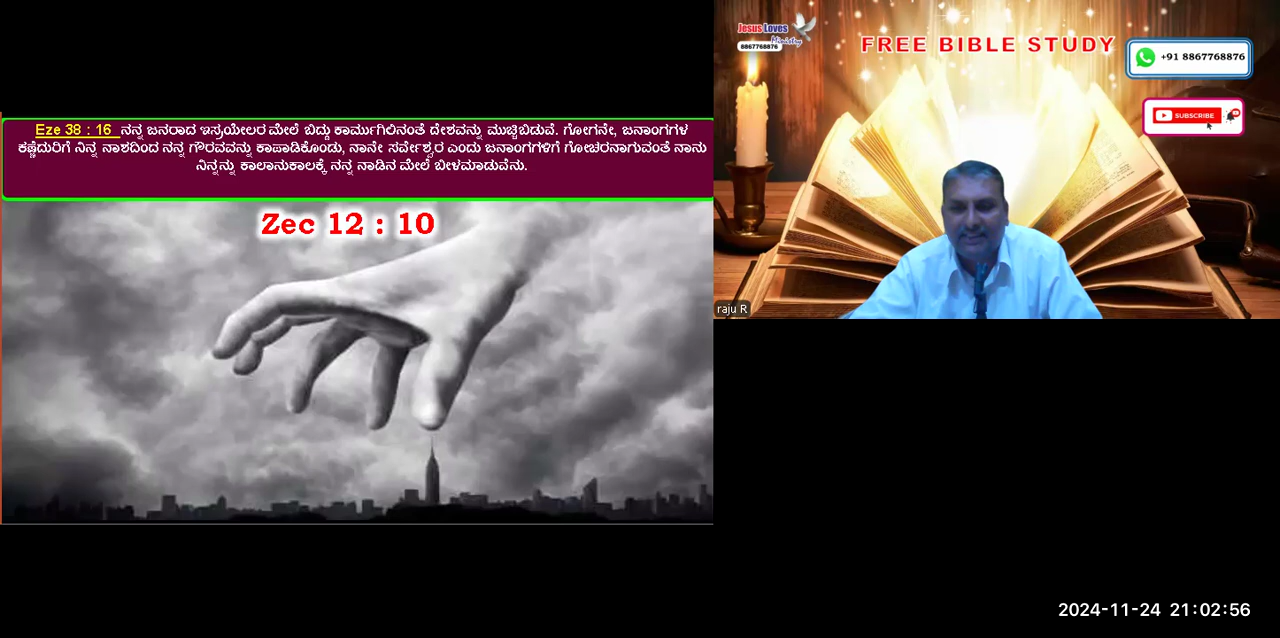 Eze 38 : 16 ನನ್ನ ಜನರಾದ ಇಸ್ರಯೇಲರ ಮೇಲೆ ಬಿದ್ದು ಕಾರ್ಮುಗಿಲಿನಂತೆ ದೇಶವನ್ನು ಮುಚ್ಚಿಬಿಡುವೆ. ಗೋಗನೇ, ಜನಾಂಗಗಳ
ಕಣ್ಣೆದುರಿಗೆ ನಿನ್ನ ನಾಶದಿಂದ ನನ್ನ ಗೌರವವನ್ನು ಕಾಪಾಡಿಕೊಂಡು, ನಾನೇ ಸರ್ವೇಶ್ವರ ಎಂದು ಜನಾಂಗಗಳಿಗೆ ಗೋಚರನಾಗುವಂತೆ ನಾನು
ನಿನ್ನನ್ನು ಕಾಲಾನುಕಾಲಕ್ಕೆ ನನ್ನ ನಾಡಿನ ಮೇಲೆ ಬೀಳಮಾಡುವೆನು.
Zec 12 : 10
Jesus Loves
Ministry
8867768876
FREE BIBLE STUDY
+91 8867768876
SUBSCRIBE
raju R
2024-11-24 21:02:56